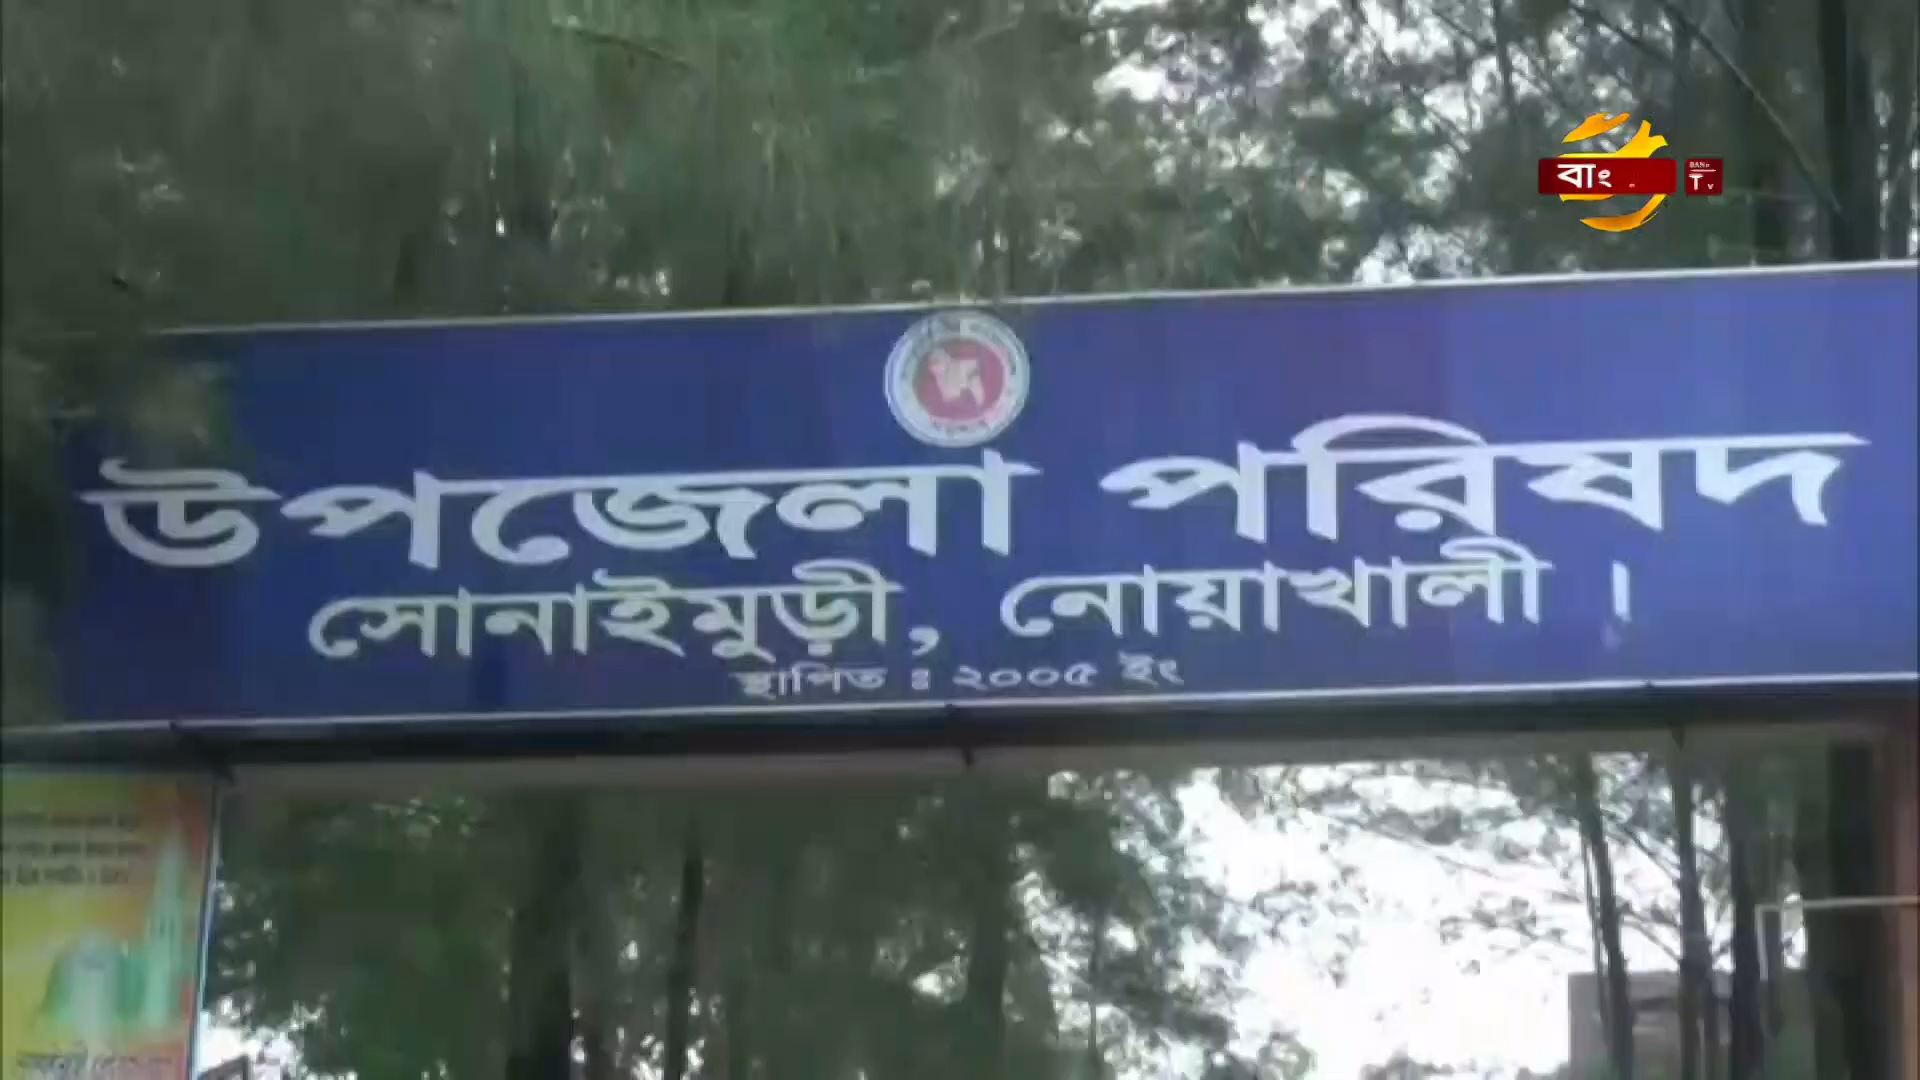 বাং
উপজেলা পরিষদ
সোনাইমুড়ী, নোয়াখালী ।
স্থাপিত ঃ ২০০৫ ইং